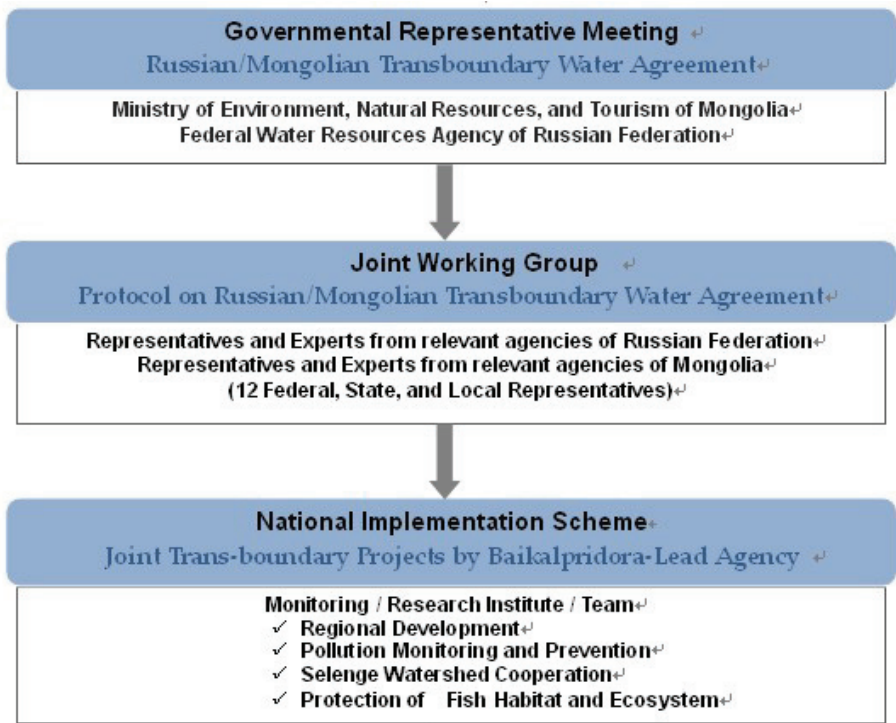 Governmental Representative Meeting ↵
Russian/Mongolian Transboundary Water Agreement↵
Ministry of Environment, Natural Resources, and Tourism of Mongolia↵
Federal Water Resources Agency of Russian Federation↵
Joint Working Group ↵
Protocol on Russian/Mongolian Transboundary Water Agreement↵
Representatives and Experts from relevant agencies of Russian Federation↵
Representatives and Experts from relevant agencies of Mongolia↵
(12 Federal, State, and Local Representatives)↵
National Implementation Scheme↵
Joint Trans-boundary Projects by Baikalpridora-Lead Agency ↵
Monitoring / Research Institute / Team↵
✓ Regional Development↵
✓ Pollution Monitoring and Prevention↵
✓ Selenge Watershed Cooperation↵
✓ Protection of Fish Habitat and Ecosystem↵